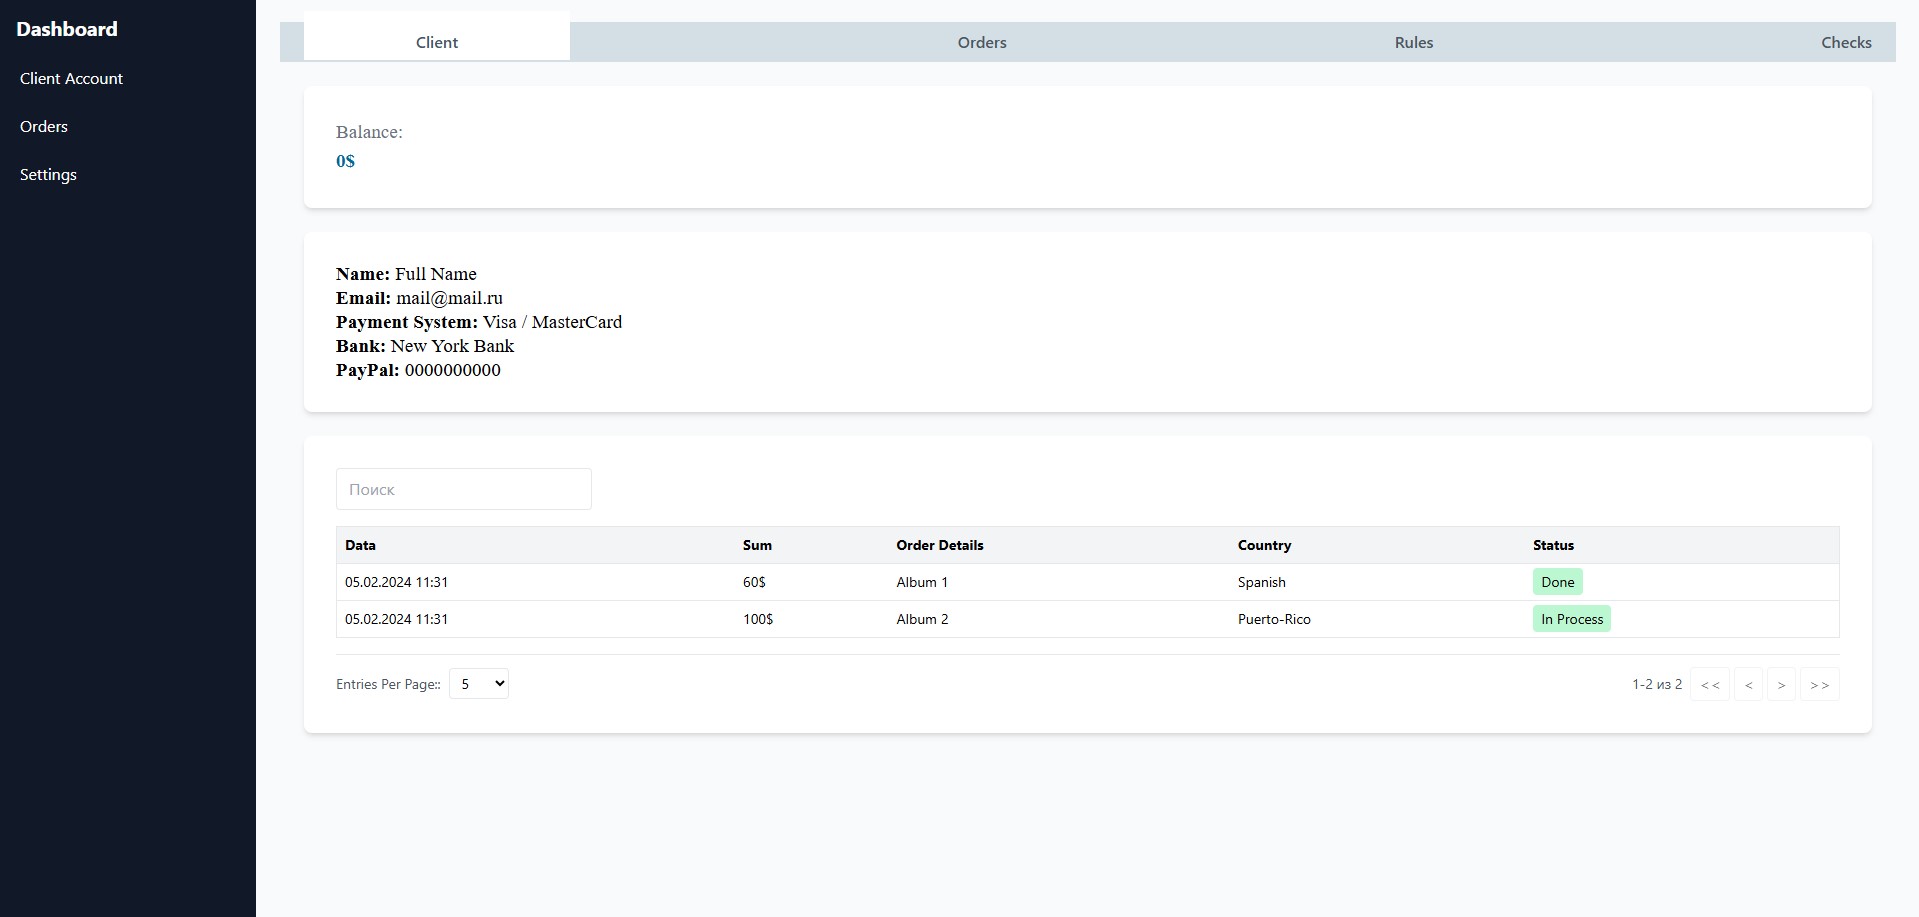 Dashboard
Client Account
Orders
Settings
Client Orders Rules Checks
Balance:
0$
Name: Full Name
Email: mail@mail.ru
Payment System: Visa / MasterCard
Bank: New York Bank
PayPal: 0000000000
Поиск
Data Sum Order Details Country Status
05.02.2024 11:31 60$ Album 1 Spanish Done
05.02.2024 11:31 100$ Album 2 Puerto-Rico In Process
Entries Per Page:: 5 1-2 из 2 << < > >>